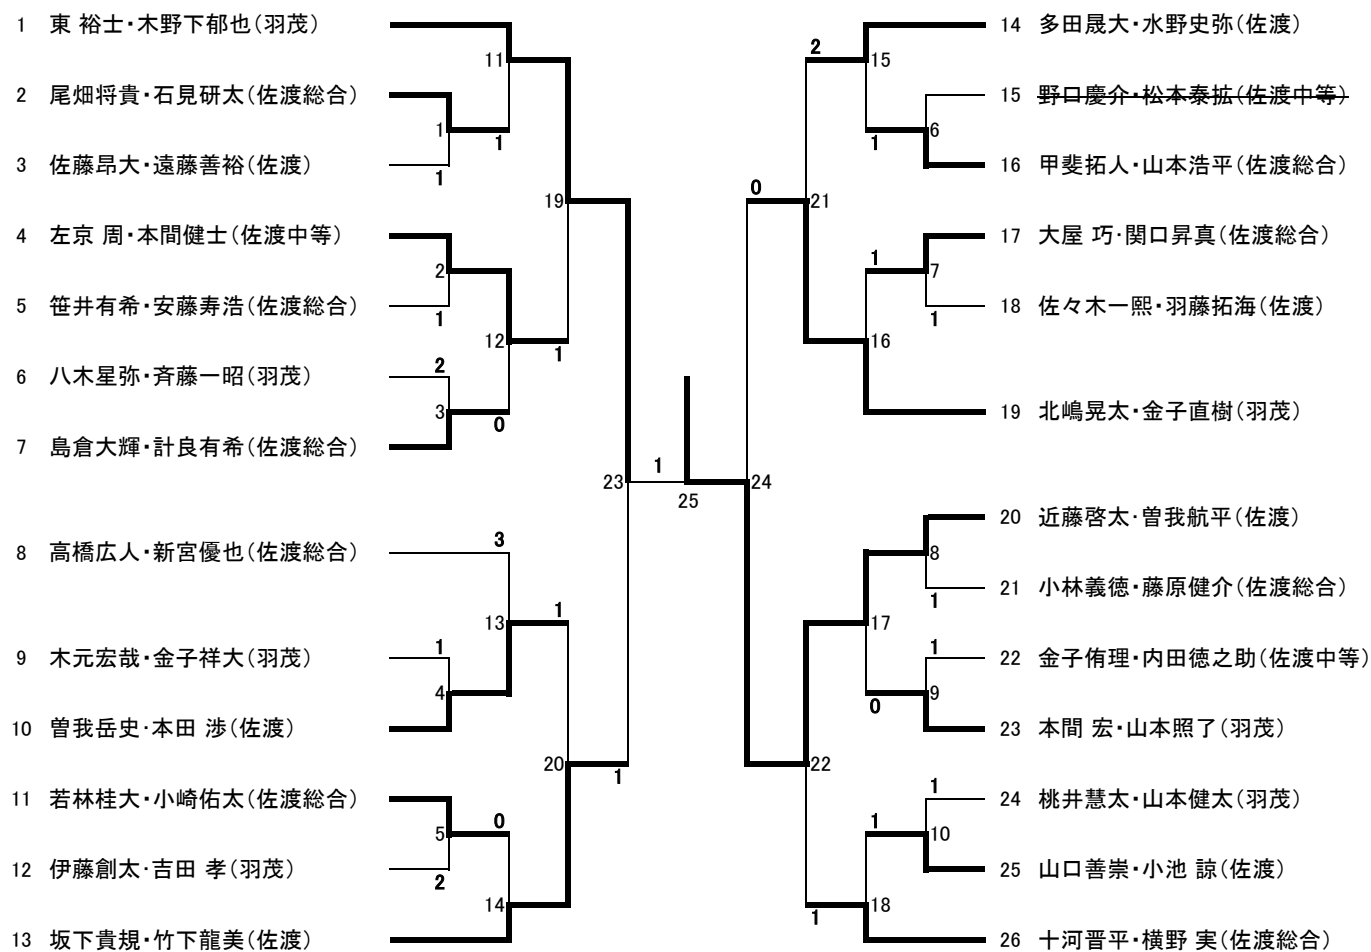 1 東 裕士・木野下郁也(羽茂)
2 尾畑将貴・石見研太(佐渡総合)
3 佐藤昂大・遠藤善裕(佐渡)
4 左京 周・本間健士(佐渡中等)
5 笹井有希・安藤寿浩(佐渡総合)
6 八木星弥・斉藤一昭(羽茂)
7 島倉大輝・計良有希(佐渡総合)
8 高橋広人・新宮優也(佐渡総合)
9 木元宏哉・金子祥大(羽茂)
10 曽我岳史・本田 渉(佐渡)
11 若林桂大・小崎佑太(佐渡総合)
12 伊藤創太・吉田 孝(羽茂)
13 坂下貴規・竹下龍美(佐渡)
11
1
1
1
19
2
1
12
1
2
3
0
23
1
25
3
13
1
1
4
20
1
5
0
2
14
2
15
6
1
0
21
1
7
1
16
24
8
1
17
1
9
0
22
1
1
10
1
18
14 多田晟大・水野史弥(佐渡)
15 野口慶介・松本泰拡(佐渡中等)
16 甲斐拓人・山本浩平(佐渡総合)
17 大屋 巧・関口昇真(佐渡総合)
18 佐々木一熙・羽藤拓海(佐渡)
19 北嶋晃太・金子直樹(羽茂)
20 近藤啓太・曽我航平(佐渡)
21 小林義徳・藤原健介(佐渡総合)
22 金子侑理・内田徳之助(佐渡中等)
23 本間 宏・山本照了(羽茂)
24 桃井慧太・山本健太(羽茂)
25 山口善崇・小池 諒(佐渡)
26 十河晋平・横野 実(佐渡総合)